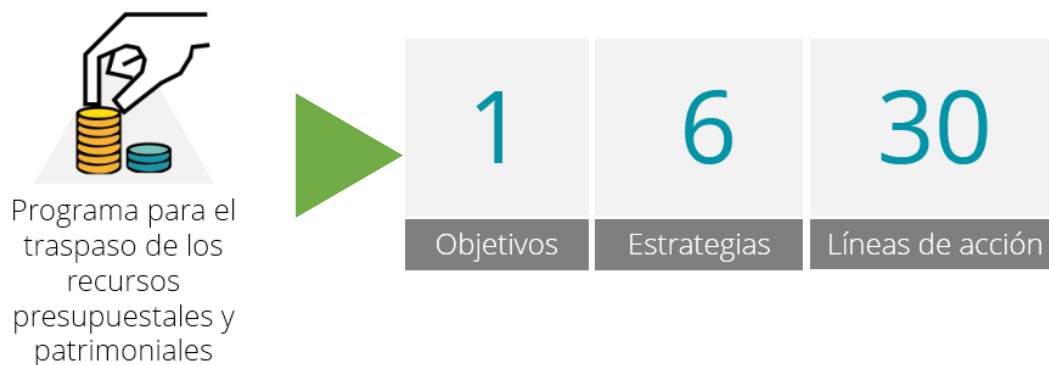 Programa para el
traspaso de los
recursos
presupuestales y
patrimoniales
1
Objetivos
6
Estrategias
30
Líneas de acción